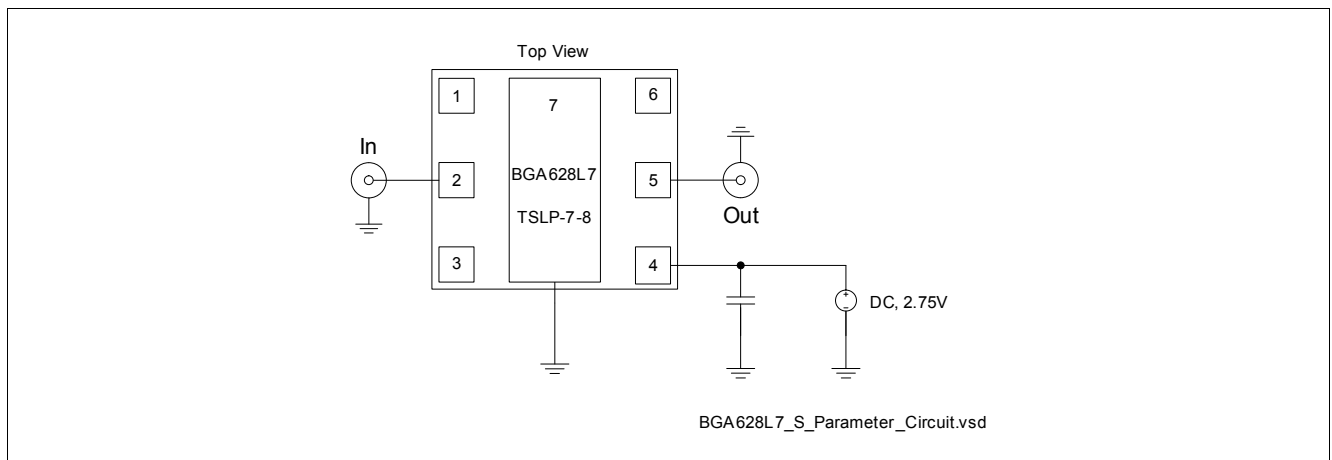 Top View
1
7
6
In
2
BGA628L7
5
TSLP-7-8
Out
3
4
+
−
DC, 2.75V
BGA628L7_S_Parameter_Circuit.vsd